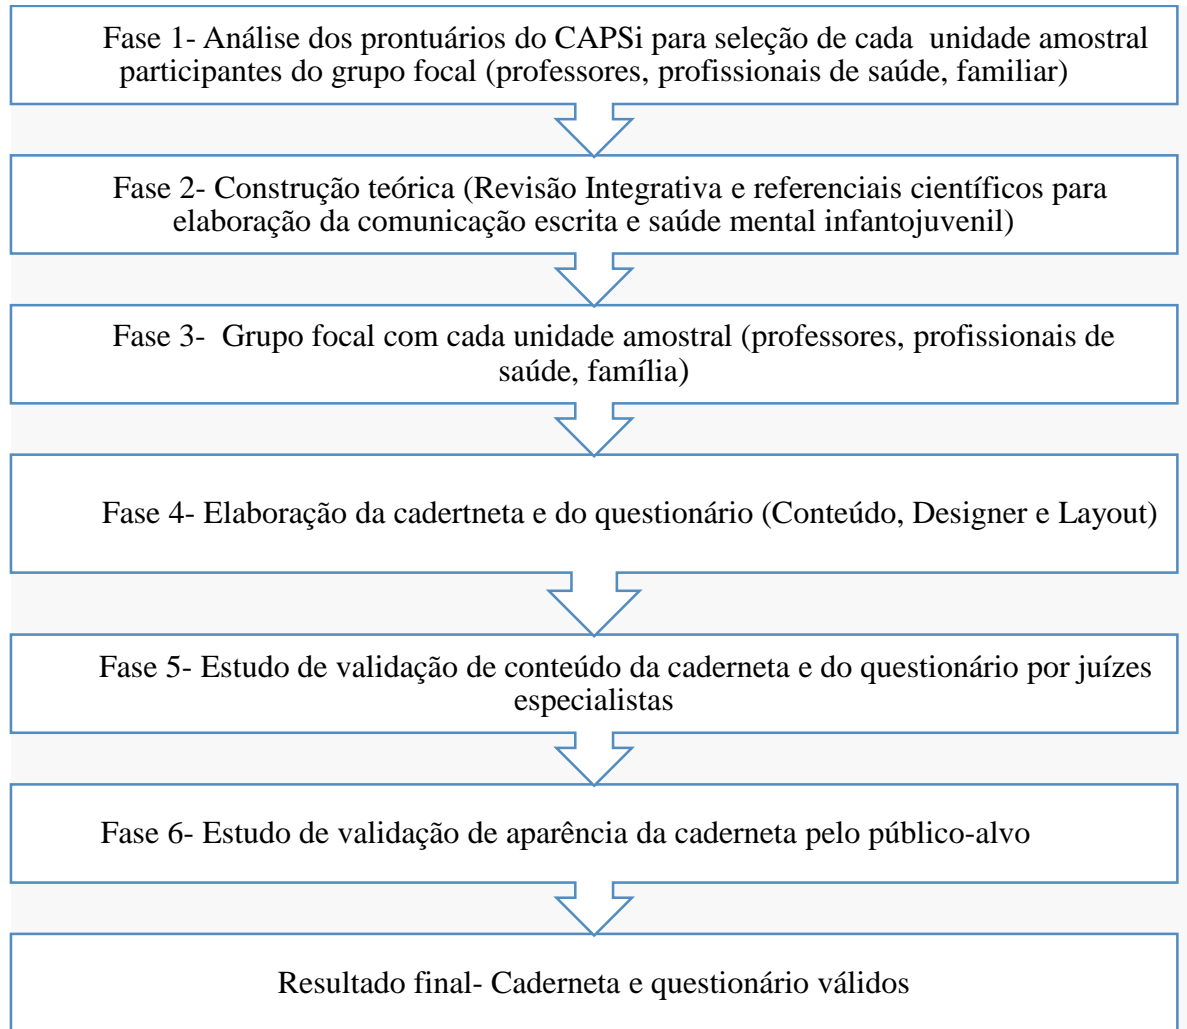 Fase 1- Análise dos prontuários do CAPSi para seleção de cada unidade amostral
participantes do grupo focal (professores, profissionais de saúde, familiar)
Fase 2- Construção teórica (Revisão Integrativa e referenciais científicos para
elaboração da comunicação escrita e saúde mental infantojuvenil)
Fase 3- Grupo focal com cada unidade amostral (professores, profissionais de
saúde, família)
Fase 4- Elaboração da cadertneta e do questionário (Conteúdo, Designer e Layout)
Fase 5- Estudo de validação de conteúdo da caderneta e do questionário por juízes
especialistas
Fase 6- Estudo de validação de aparência da caderneta pelo público-alvo
Resultado final- Caderneta e questionário válidos